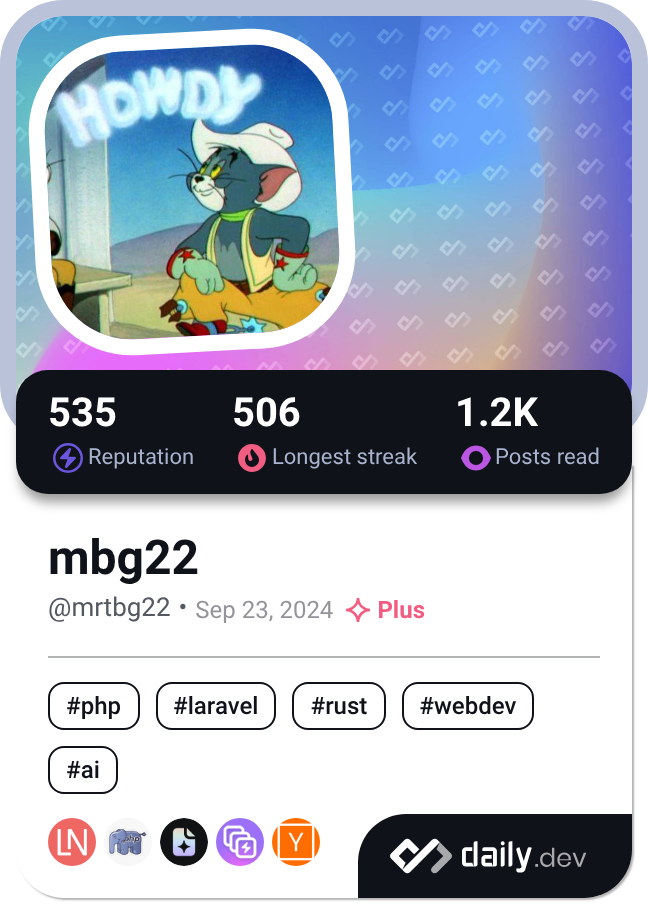 HOWDY
535 506 1.2K
Reputation Longest streak Posts read
mbg22
@mrtbg22 • Sep 23, 2024 Plus
#php #laravel #rust #webdev
#ai
LN php Y
daily.dev